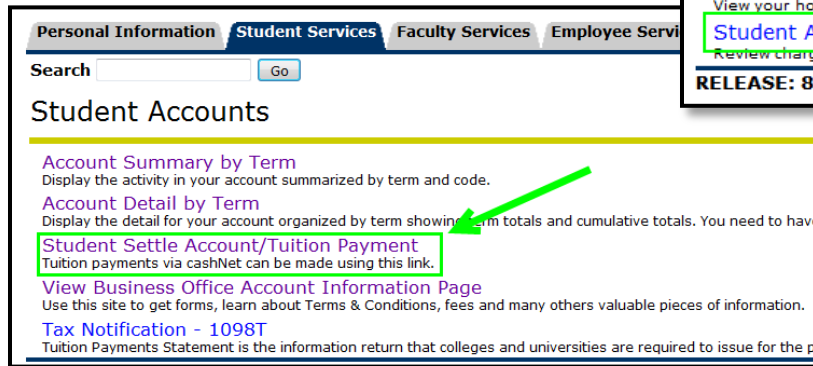 Personal Information Student Services Faculty Services Employee
Search Go
Student Accounts
Account Summary by Term
Display the activity in your account summarized by term and code.
Account Detail by Term
Display the detail for your account organized by term showing totals and cumulative totals. You need to
Student Settle Account/Tuition Payment
Tuition payments via cashNet can be made using this link.
View Business Office Account Information Page
Use this site to get forms, learn about Terms & Conditions, fees and many others valuable pieces of information.
Tax Notification - 1098T
Tuition Payments Statement is the information return that colleges and universities are required to issue for the
View your
Student
Review
RELEASE: 8